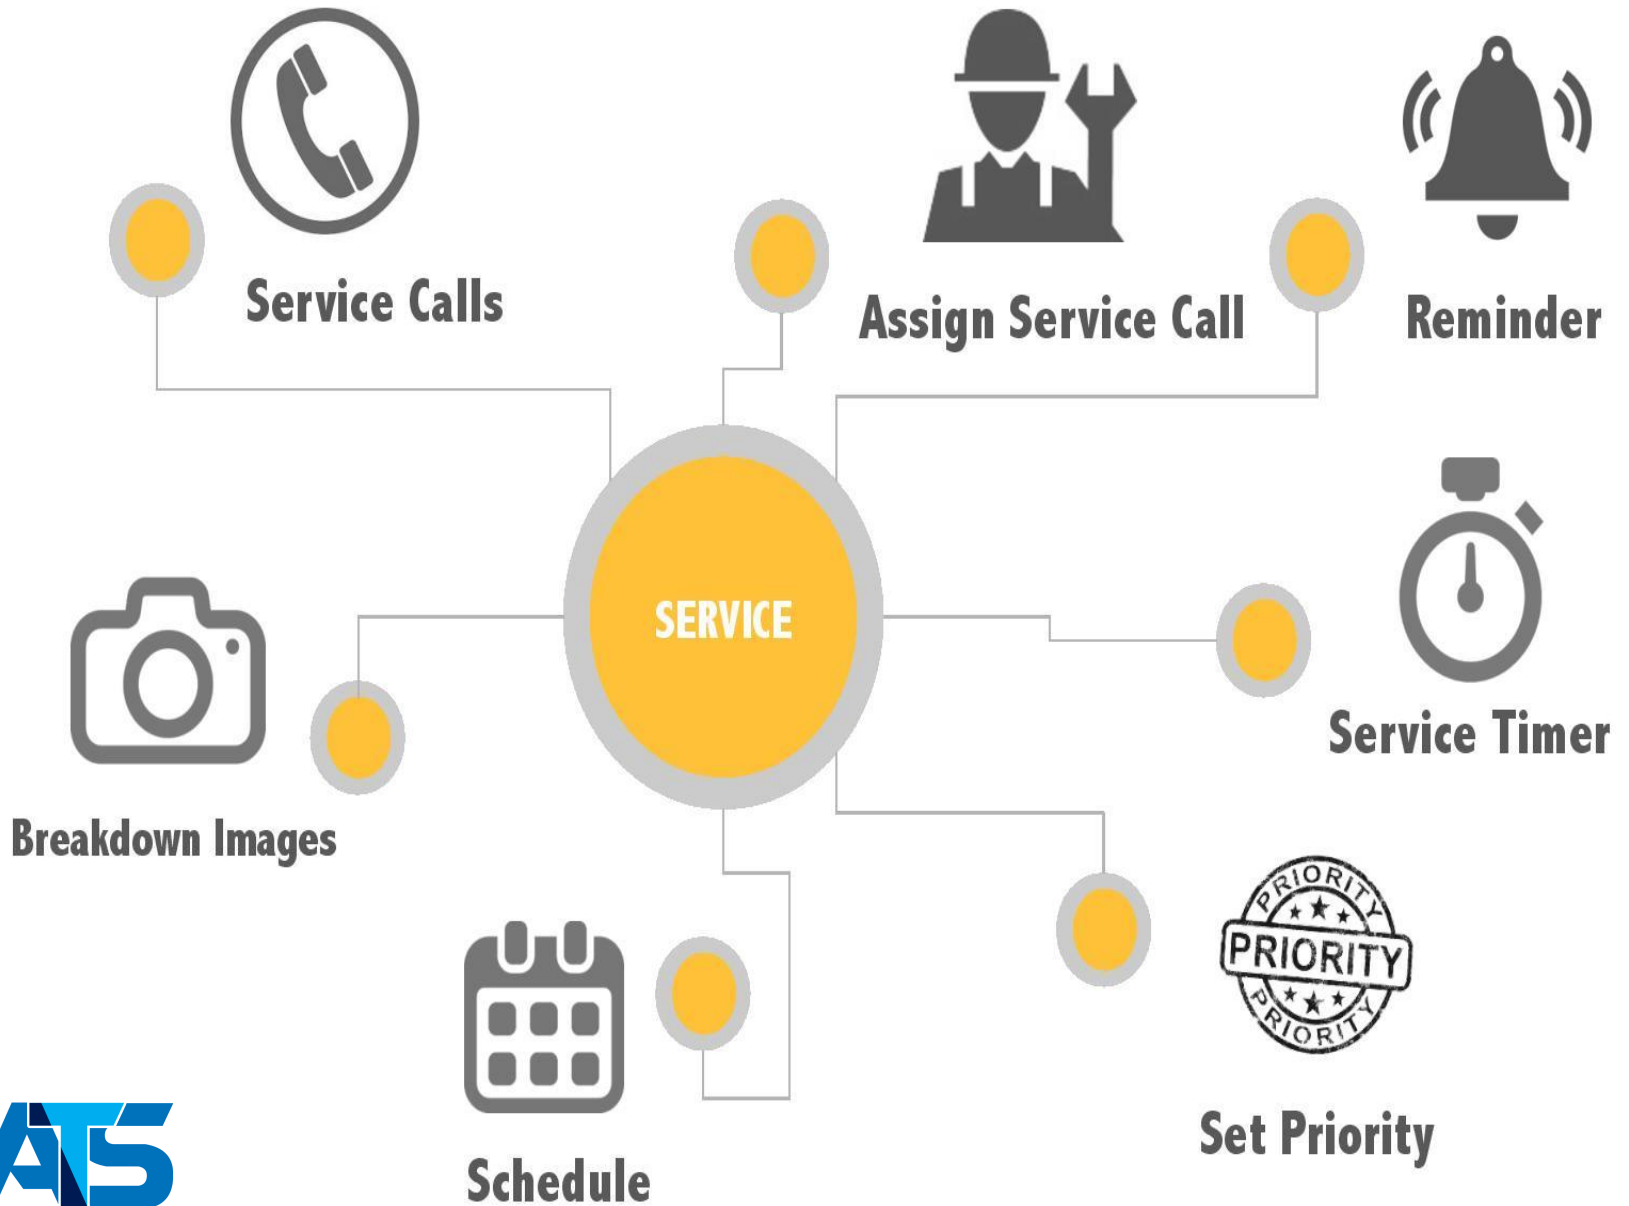 Service Calls
Assign Service Call
Reminder
SERVICE
Service Timer
Breakdown Images
PRIORITY
PRIORITY
PRIORITY
Set Priority
Schedule
ATS